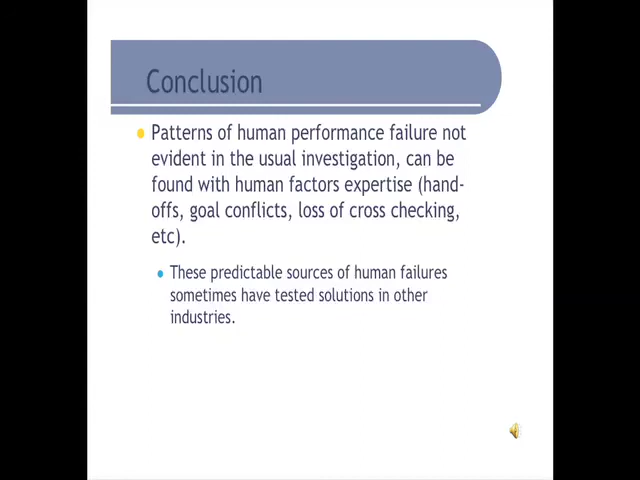 Conclusion
Patterns of human performance failure not
evident in the usual investigation, can be
found with human factors expertise (hand-
offs, goal conflicts, loss of cross checking,
etc).
These predictable sources of human failures
sometimes have tested solutions in other
industries.